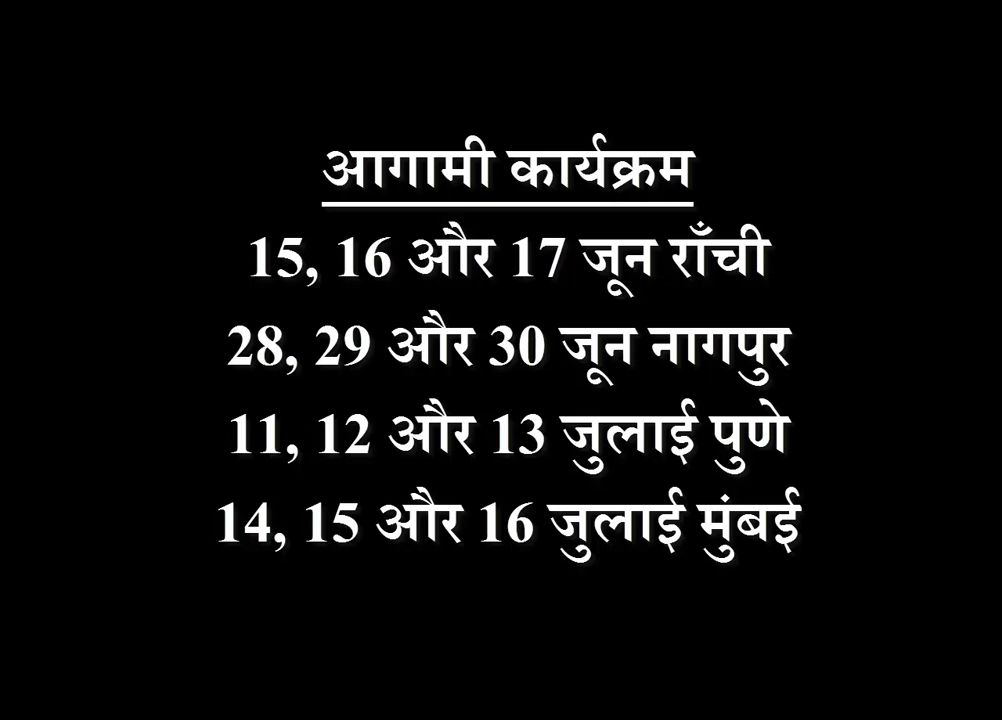 आगामी कार्यक्रम
15, 16 और 17 जून राँची
28, 29 और 30 जून नागपुर
11, 12 और 13 जुलाई पुणे
14, 15 और 16 जुलाई मुंबई